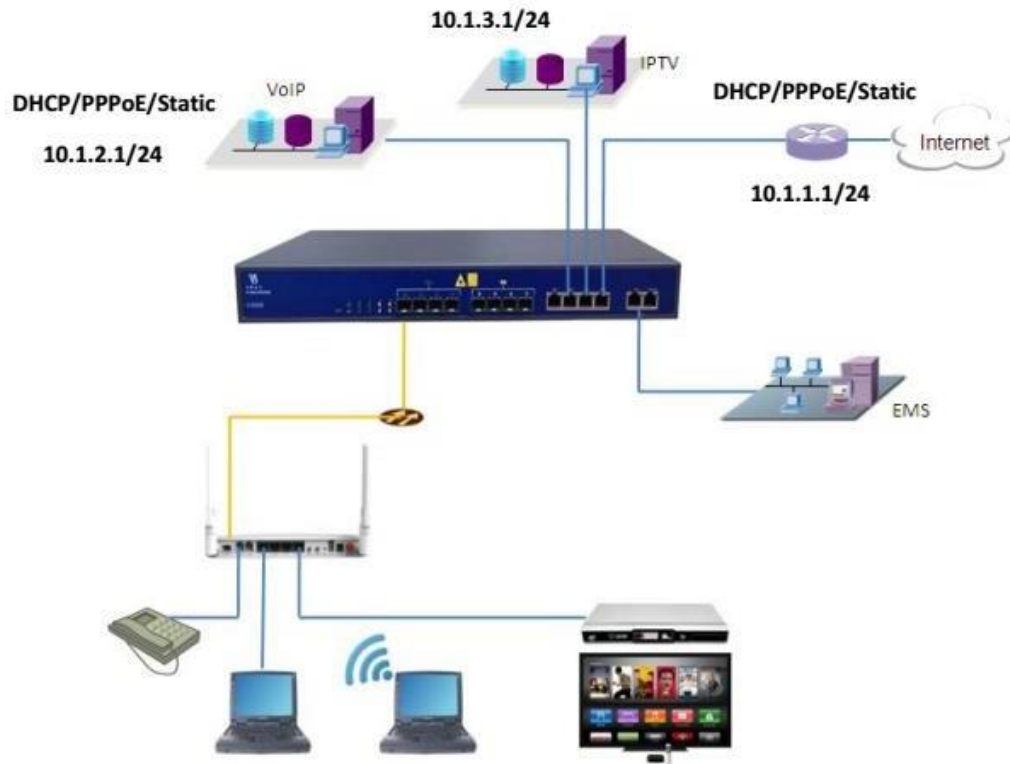 10.1.3.1/24
IPTV
VoIP
DHCP/PPPoE/Static
10.1.2.1/24
DHCP/PPPoE/Static
Internet
10.1.1.1/24
EMS